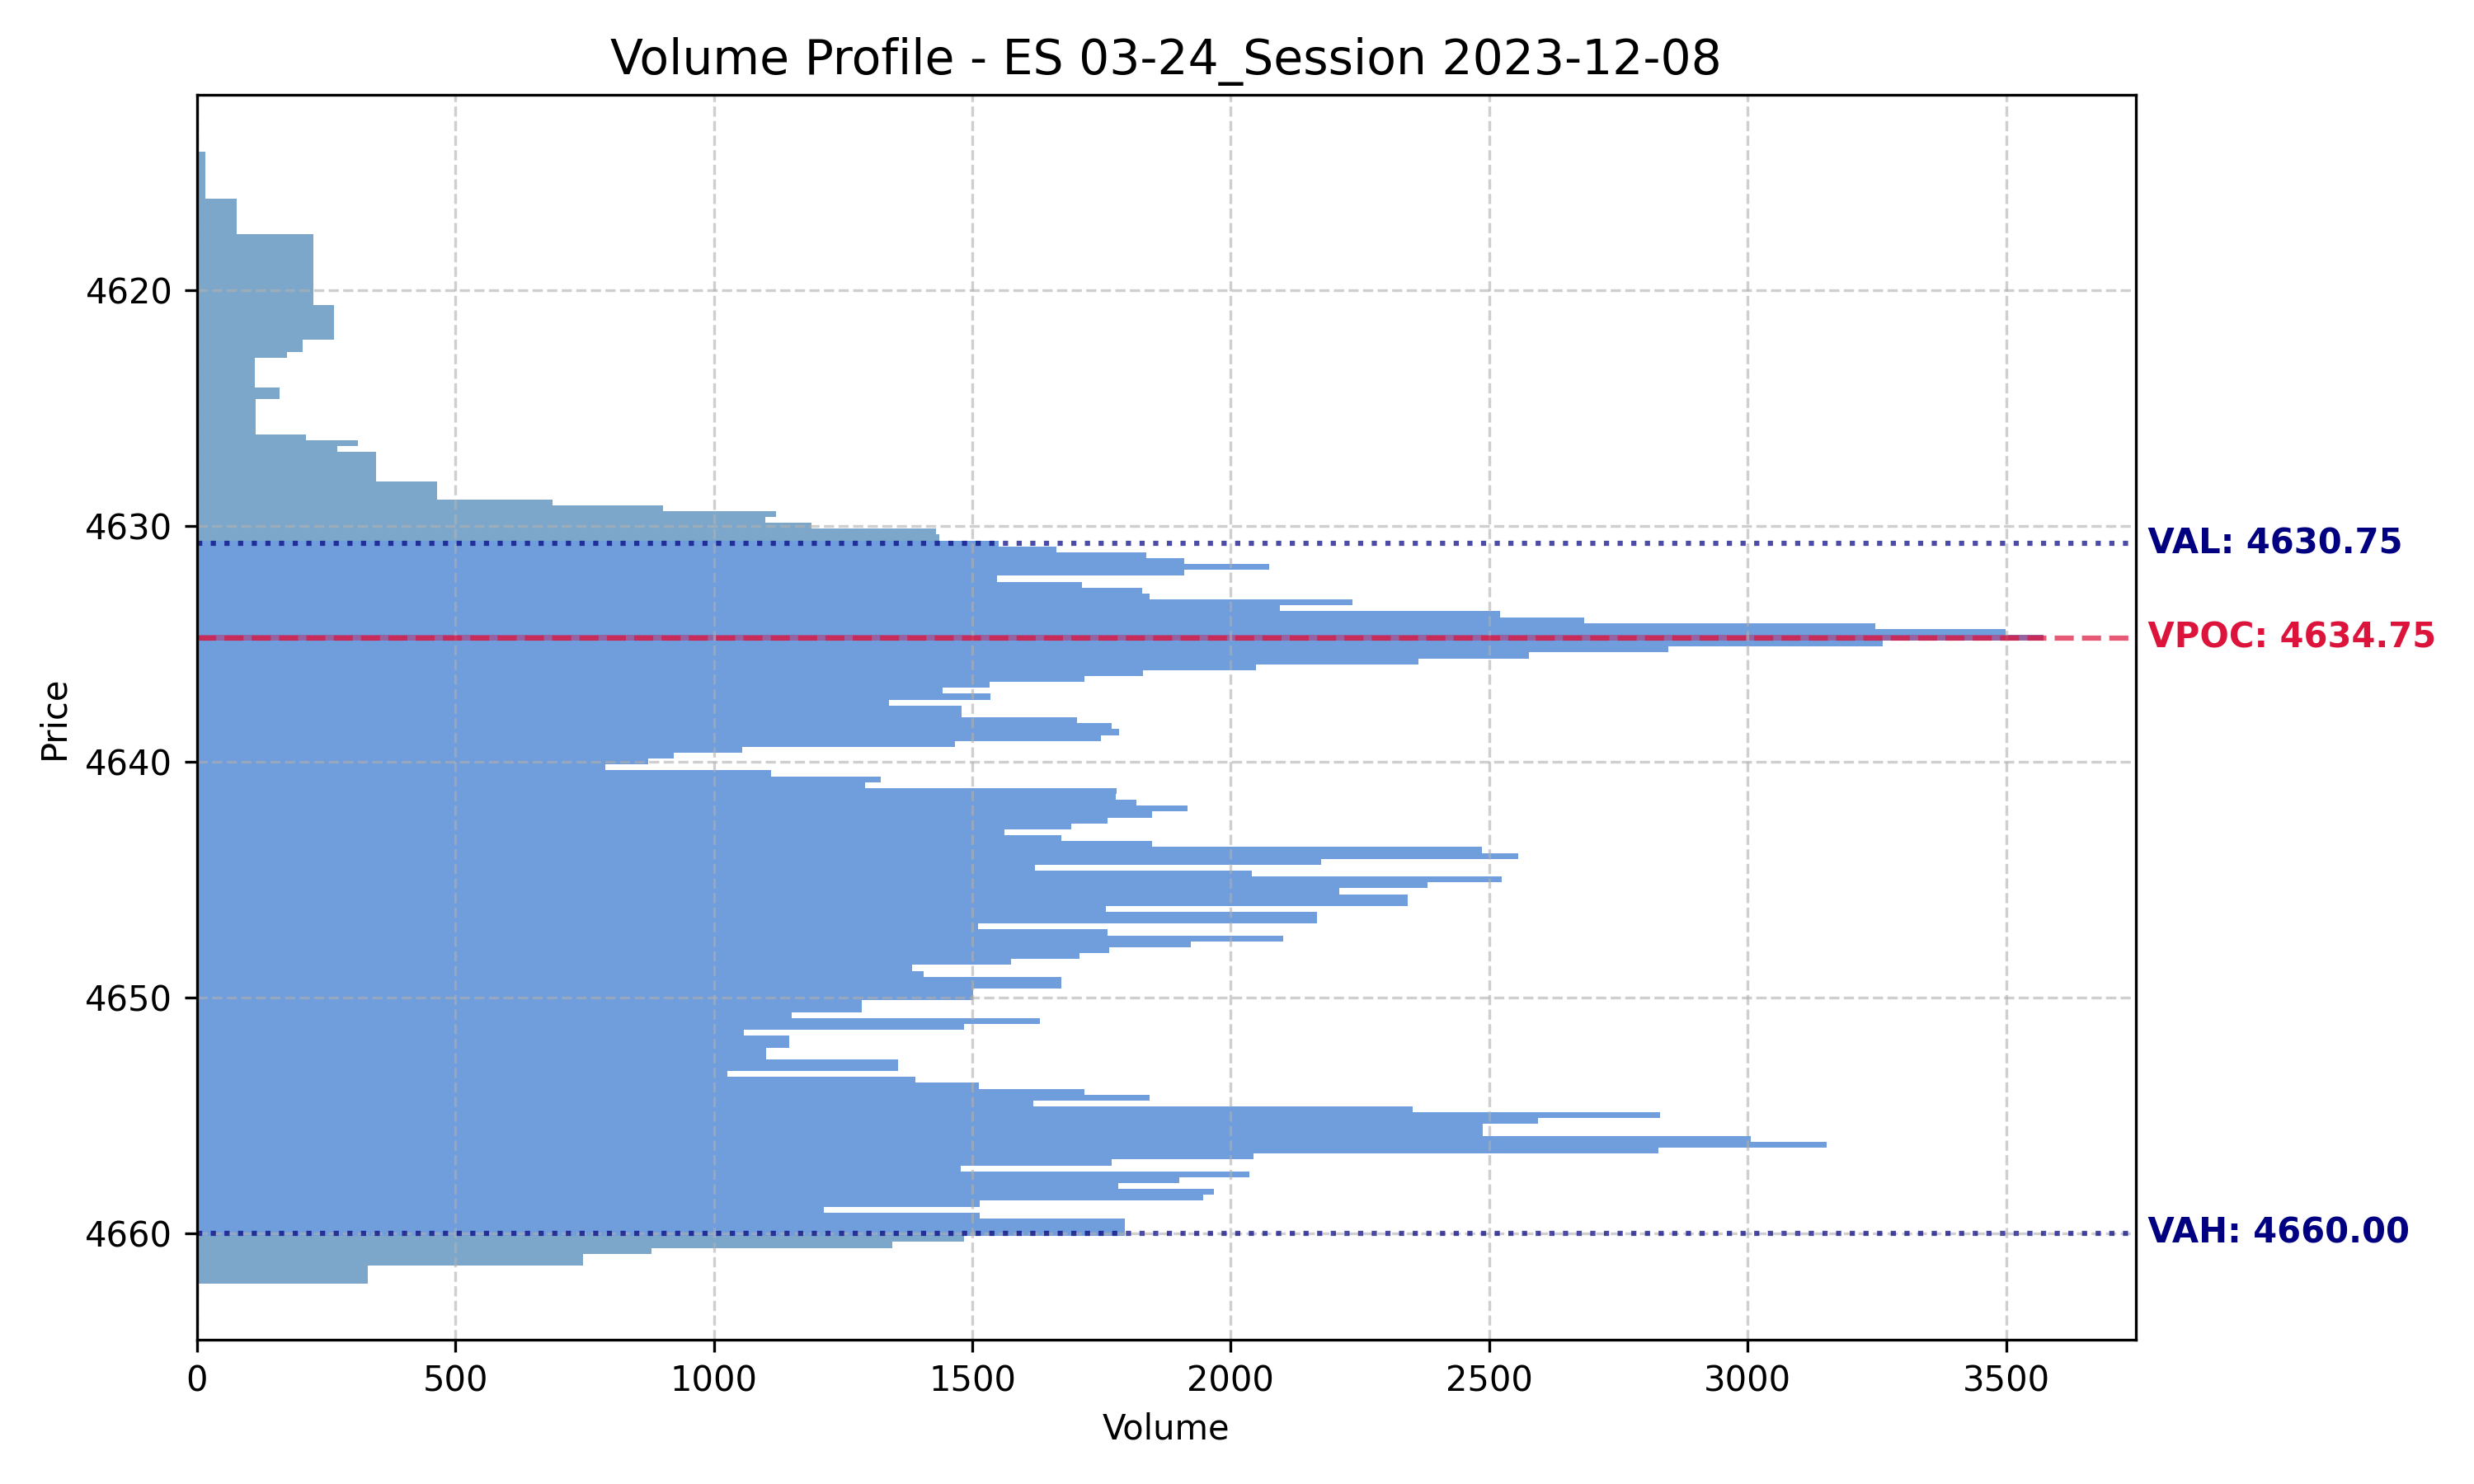 Volume Profile - ES 03-24_Session 2023-12-08
4620
4630
VAL: 4630.75
VPOC: 4634.75
Price
4640
4650
4660
VAH: 4660.00
0 500 1000 1500 2000 2500 3000 3500
Volume